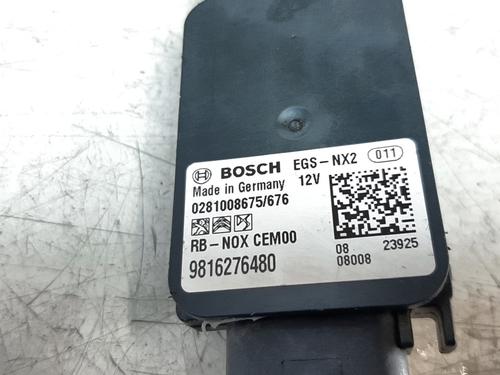 BOSCH EGS-NX2 011
Made in Germany 12V
0281008675/676
RB-NOX CEM00
08 23925
9816276480 08008